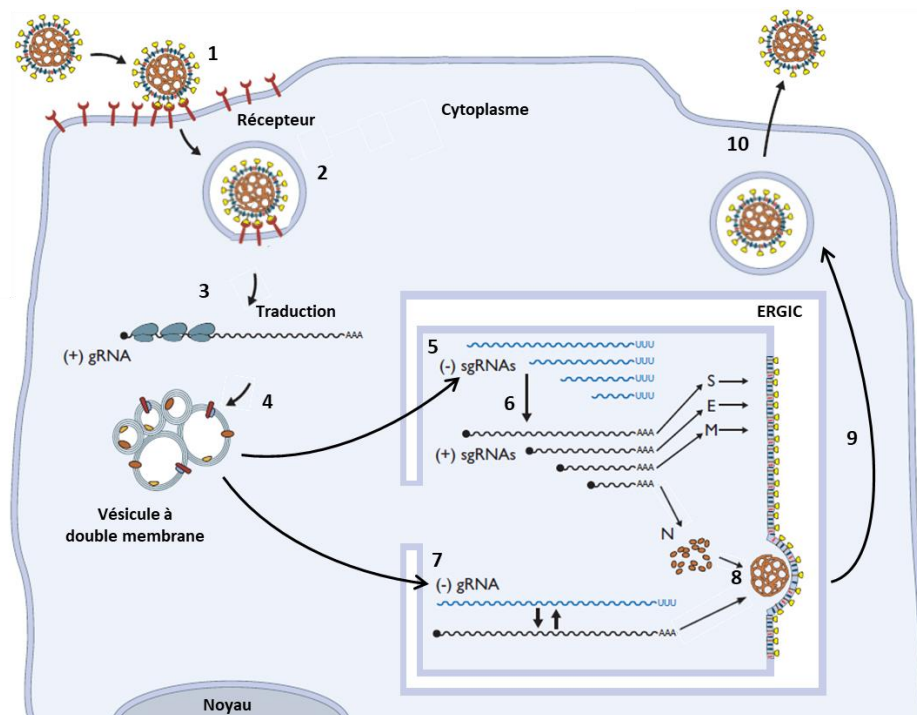 1
Récepteur
Cytoplasme
10
2
3
Traduction
AAA
(+) gRNA
4
Vésicule à
double membrane
ERGIC
5
UUU
(-) sgRNAs
UUU
UUU
UUU
6
S
E
M
AAA
(+) sgRNAs
AAA
AAA
AAA
N
9
7
(-) gRNA
8
UUU
AAA
Noyau